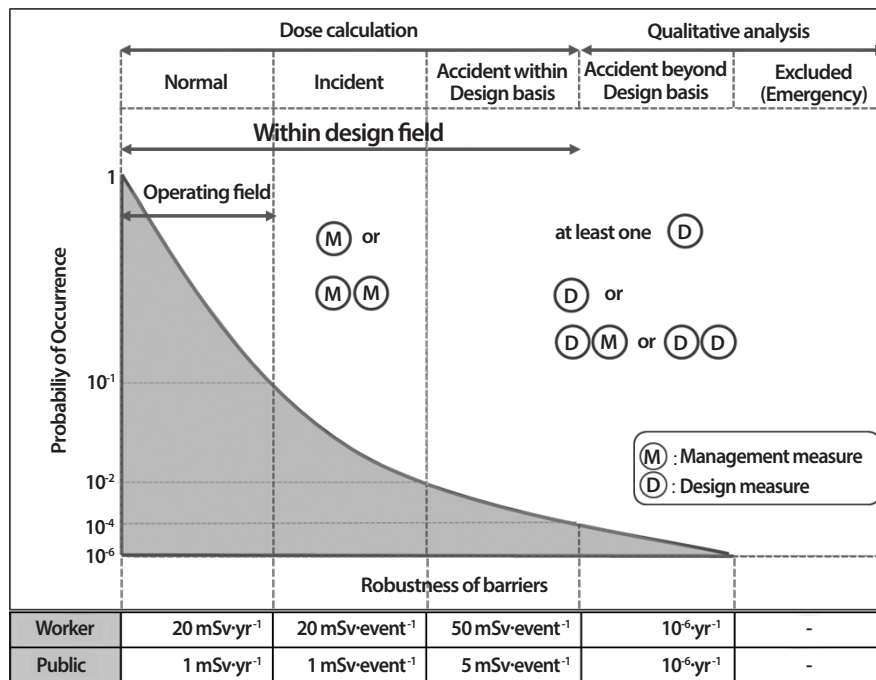 Dose calculation Qualitative analysis
Normal Incident Accident within Design basis Accident beyond Design basis Excluded (Emergency)
Within design field
1
Operating field
M or
M M
at least one D
D or
D M or D D
Probabiliy of Occurrence
10-1
10-2
10-4
10-6
M : Management measure
D : Design measure
Robustness of barriers
Worker 20 mSv·yr-1 20 mSv·event-1 50 mSv·event-1 10-6·yr-1 -
Public 1 mSv·yr-1 1 mSv·event-1 5 mSv·event-1 10-6·yr-1 -